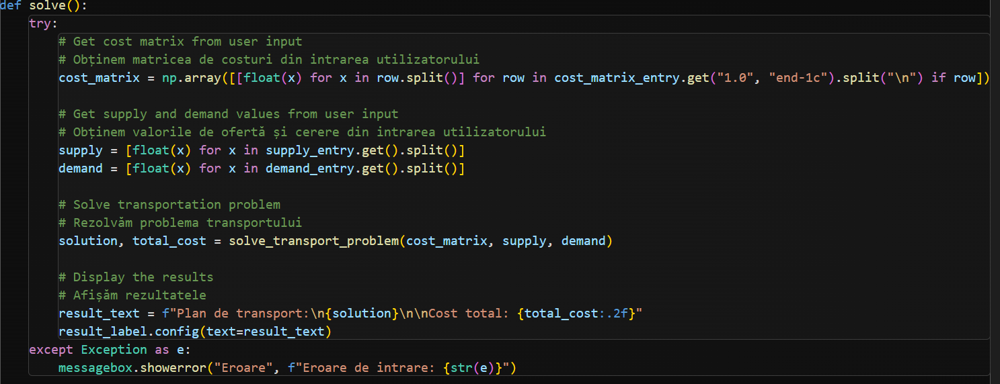 def solve():
    try:
        # Get cost matrix from user input
        # Obținem matricea de costuri din intrarea utilizatorului
        cost_matrix = np.array([[float(x) for x in row.split()] for row in cost_matrix_entry.get("1.0", "end-1c").split("\n") if row])

        # Get supply and demand values from user input
        # Obținem valorile de ofertă și cerere din intrarea utilizatorului
        supply = [float(x) for x in supply_entry.get().split()]
        demand = [float(x) for x in demand_entry.get().split()]

        # Solve transportation problem
        # Rezolvăm problema transportului
        solution, total_cost = solve_transport_problem(cost_matrix, supply, demand)

        # Display the results
        # Afișăm rezultatele
        result_text = f"Plan de transport:\n{solution}\n\nCost total: {total_cost:.2f}"
        result_label.config(text=result_text)
    except Exception as e:
        messagebox.showerror("Eroare", f"Eroare de intrare: {str(e)}")